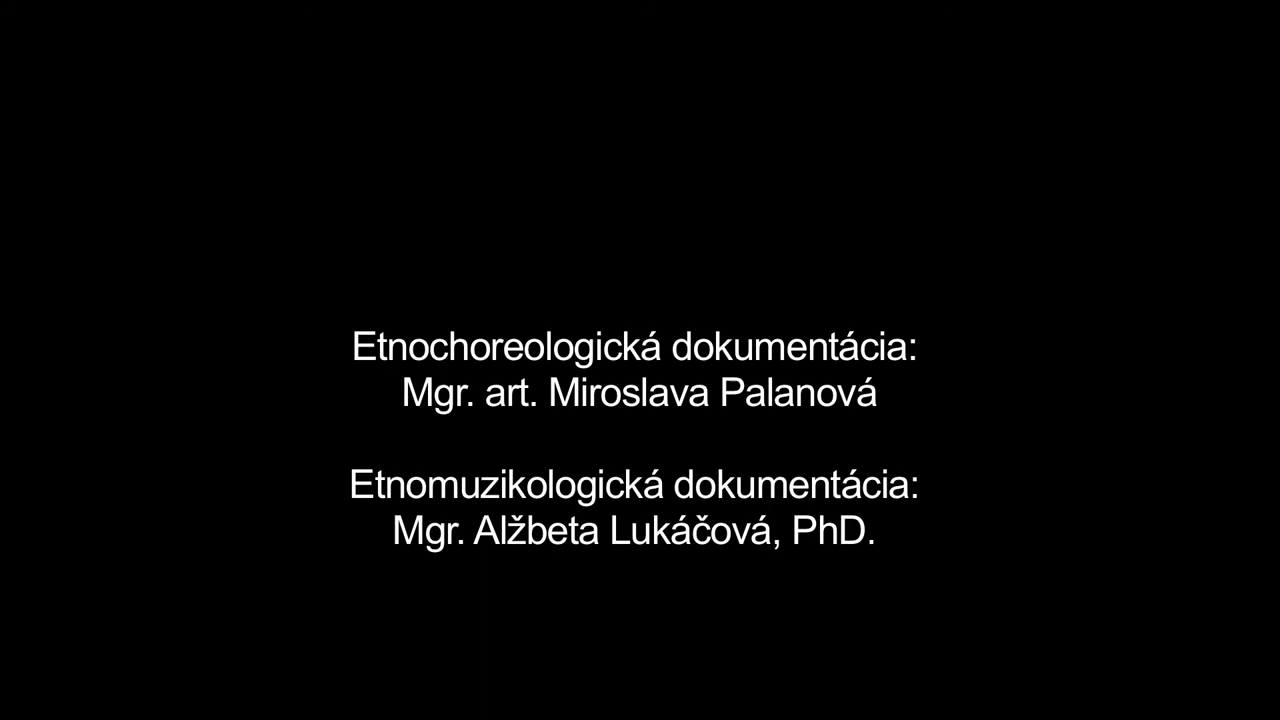 Etnochoreologická dokumentácia:
Mgr. art. Miroslava Palanová
Etnomuzikologická dokumentácia:
Mgr. Alžbeta Lukáčová, PhD.